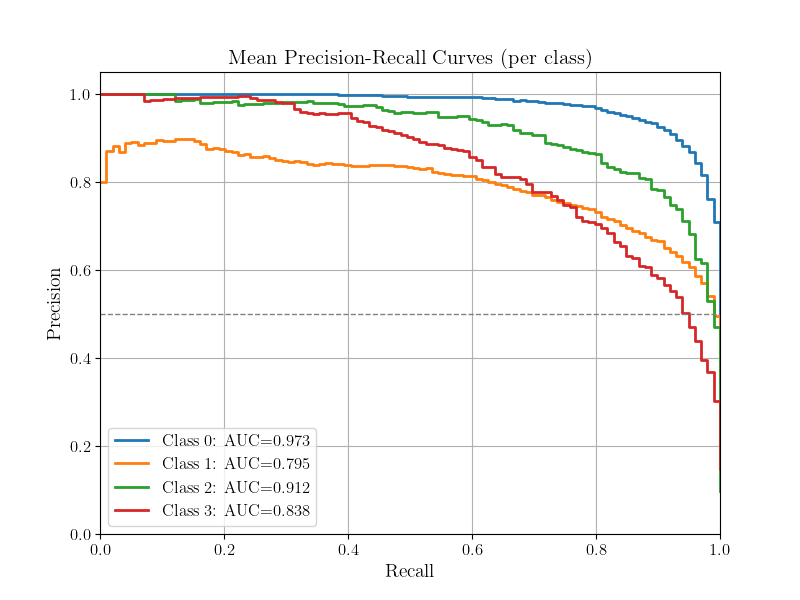 Mean Precision-Recall Curves (per class)
Precision
1.0
0.8
0.6
0.4
0.2
0.0
Class 0: AUC=0.973
Class 1: AUC=0.795
Class 2: AUC=0.912
Class 3: AUC=0.838
0.0 0.2 0.4 0.6 0.8 1.0
Recall